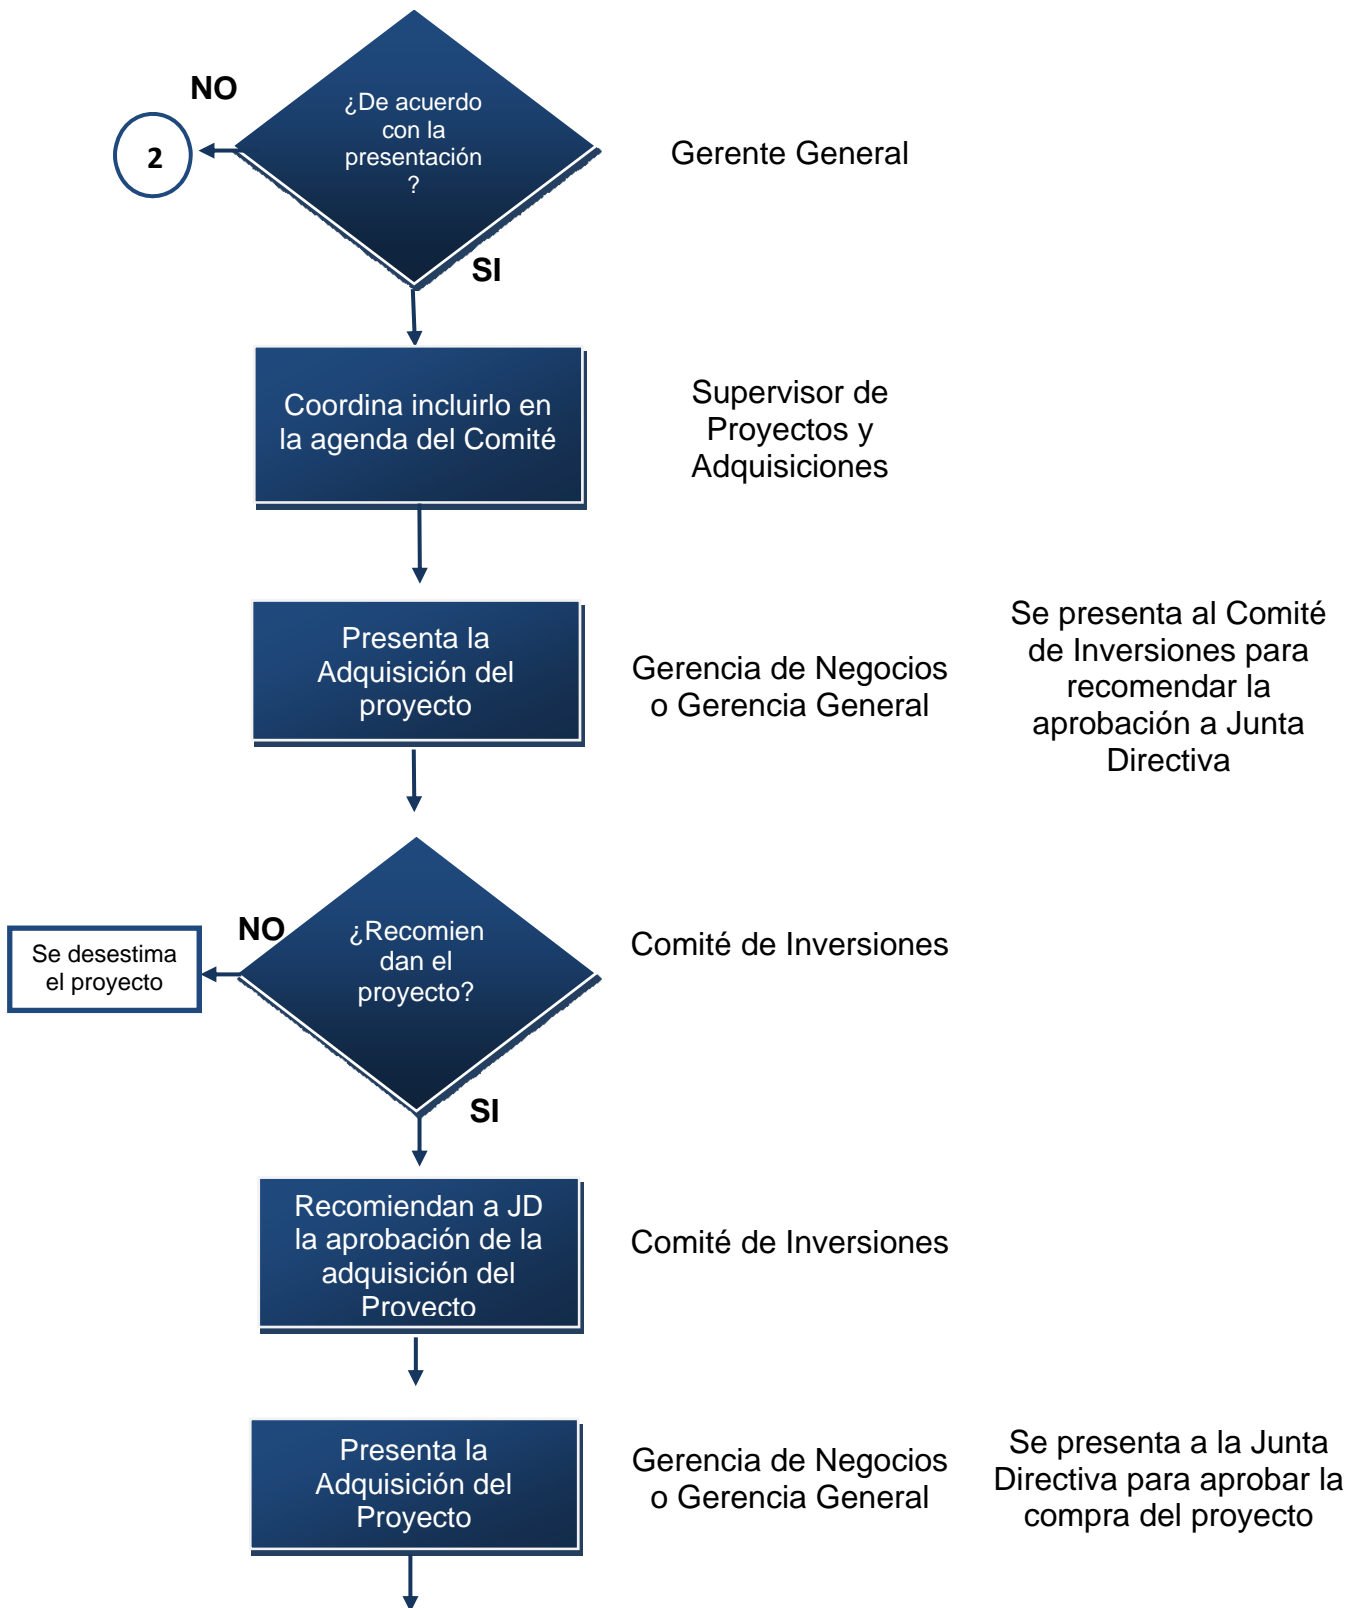 NO
¿De acuerdo
con la
presentación
?
2
Gerente General
SI
Coordina incluirlo en
la agenda del Comité
Supervisor de
Proyectos y
Adquisiciones
Presenta la
Adquisición del
proyecto
Gerencia de Negocios
o Gerencia General
Se presenta al Comité
de Inversiones para
recomendar la
aprobación a Junta
Directiva
NO
¿Recomien
dan el
proyecto?
Comité de Inversiones
Se desestima
el proyecto
SI
Recomiendan a JD
la aprobación de la
adquisición del
Proyecto
Comité de Inversiones
Presenta la
Adquisición del
Proyecto
Gerencia de Negocios
o Gerencia General
Se presenta a la Junta
Directiva para aprobar la
compra del proyecto